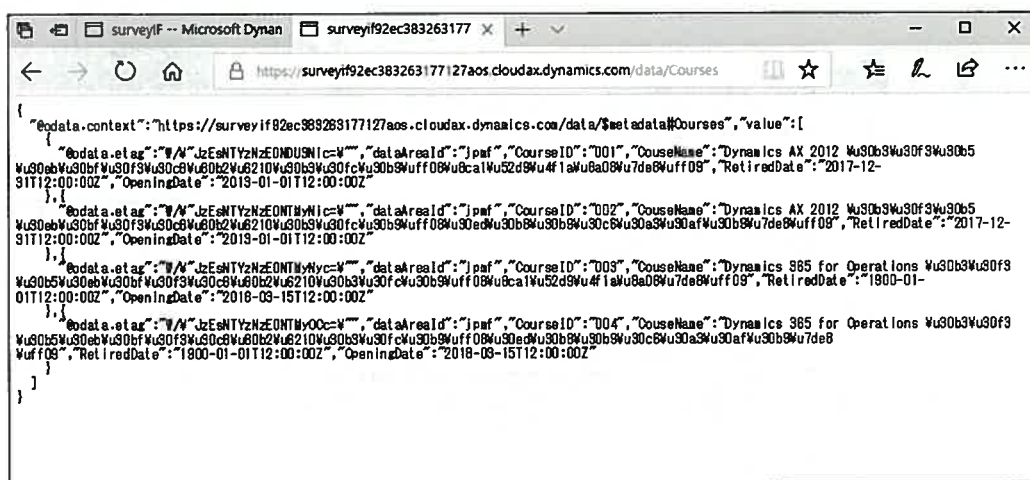 surveyIF -- Microsoft Dynan
surveyif92ec383263177
https://surveyif92ec383263177127aos.cloudax.dynamics.com/data/Courses
{
"@odata.context":"https://surveyif92ec383263177127aos.cloudax.dynamics.com/data/$metadata#Courses","value":[
{
"@odata.etag":"W/¥"JzEsNTYzNzE0NDU3Nic=¥"","dataAreaId":"jpmf","CourseID":"001","CouseName":"Dynamics AX 2012 ¥u30b3¥u30f3¥u30b5
¥u30eb¥u30bf¥u30f3¥u30c8¥u80b2¥u6210¥u30b3¥u30fc¥u30b9¥uff08¥u8ca1¥u52d9¥u4f1a¥u8a08¥u7de8¥uff09","RetiredDate":"2017-12-
31T12:00:00Z","OpeningDate":"2013-01-01T12:00:00Z"
},{
"@odata.etag":"W/¥"JzEsNTYzNzE0NTMyNic=¥"","dataAreaId":"jpmf","CourseID":"002","CouseName":"Dynamics AX 2012 ¥u30b3¥u30f3¥u30b5
¥u30eb¥u30bf¥u30f3¥u30c8¥u80b2¥u6210¥u30b3¥u30fc¥u30b9¥uff08¥u30ed¥u30b8¥u30b9¥u30c6¥u30a3¥u30af¥u30b9¥u7de8¥uff09","RetiredDate":"2017-12-
31T12:00:00Z","OpeningDate":"2013-01-01T12:00:00Z"
},{
"@odata.etag":"W/¥"JzEsNTYzNzE0NTMyNyc=¥"","dataAreaId":"jpmf","CourseID":"003","CouseName":"Dynamics 365 for Operations ¥u30b3¥u30f3
¥u30b5¥u30eb¥u30bf¥u30f3¥u30c8¥u80b2¥u6210¥u30b3¥u30fc¥u30b9¥uff08¥u8ca1¥u52d9¥u4f1a¥u8a08¥u7de8¥uff09","RetiredDate":"1900-01-
01T12:00:00Z","OpeningDate":"2018-03-15T12:00:00Z"
},{
"@odata.etag":"W/¥"JzEsNTYzNzE0NTMyOCc=¥"","dataAreaId":"jpmf","CourseID":"004","CouseName":"Dynamics 365 for Operations ¥u30b3¥u30f3
¥u30b5¥u30eb¥u30bf¥u30f3¥u30c8¥u80b2¥u6210¥u30b3¥u30fc¥u30b9¥uff08¥u30ed¥u30b8¥u30b9¥u30c6¥u30a3¥u30af¥u30b9¥u7de8
¥uff09","RetiredDate":"1900-01-01T12:00:00Z","OpeningDate":"2018-03-15T12:00:00Z"
}
]
}